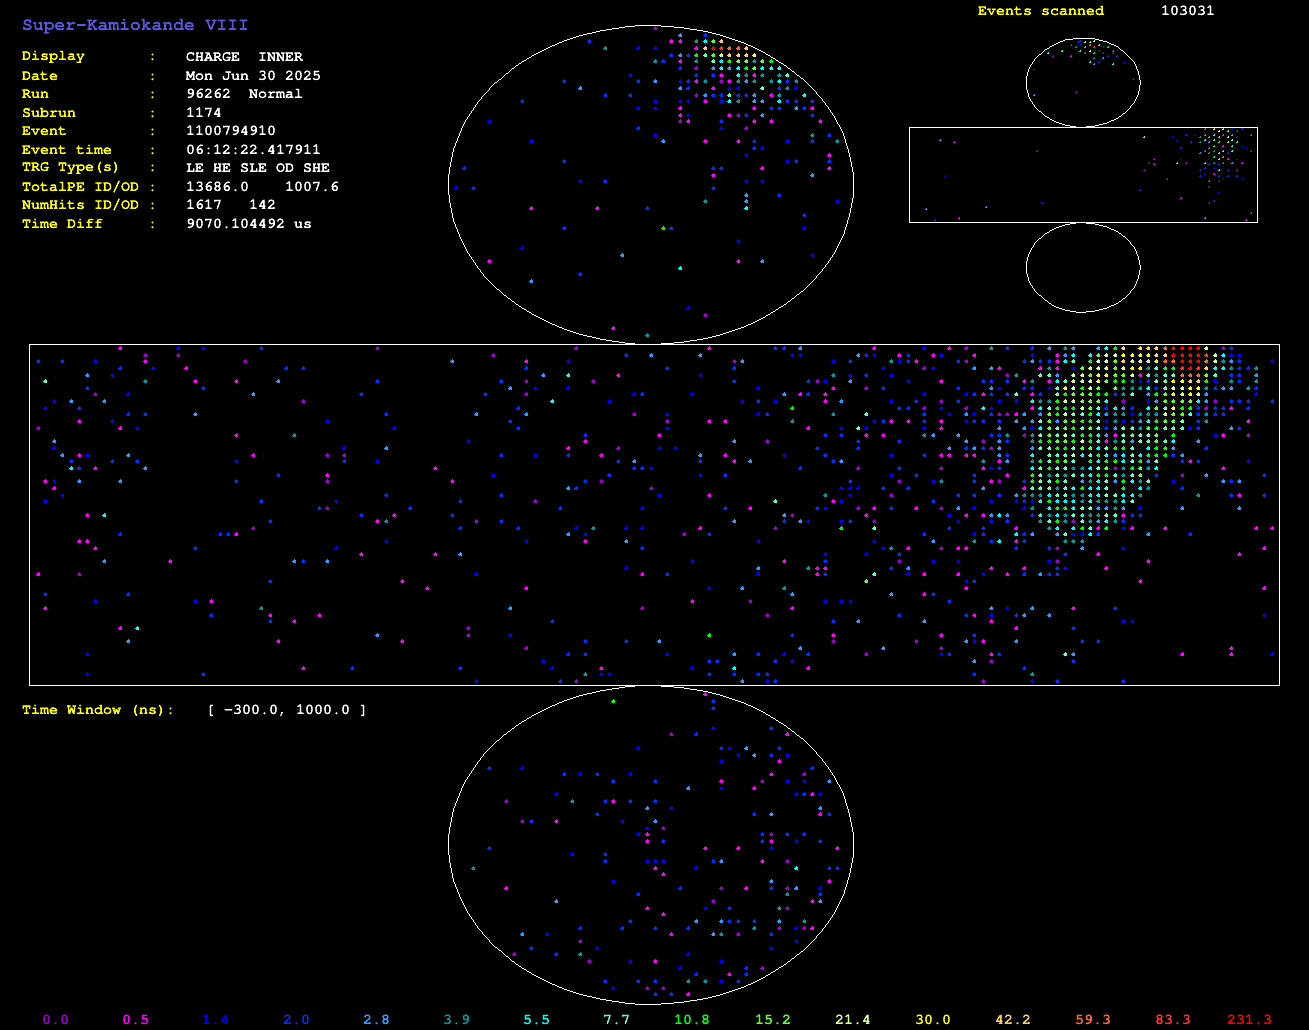 Super-Kamiokande VIII
Events scanned 103031
Display : CHARGE INNER
Date : Mon Jun 30 2025
Run : 96262 Normal
Subrun : 1174
Event : 1100794910
Event time : 06:12:22.417911
TRG Type(s) : LE HE SLE OD SHE
TotalPE ID/OD : 13686.0 1007.6
NumHits ID/OD : 1617 142
Time Diff : 9070.104492 us
Time Window (ns): [ -300.0, 1000.0 ]
0.0 0.5 1.4 2.0 2.8 3.9 5.5 7.7 10.8 15.2 21.4 30.0 42.2 59.3 83.3 231.3